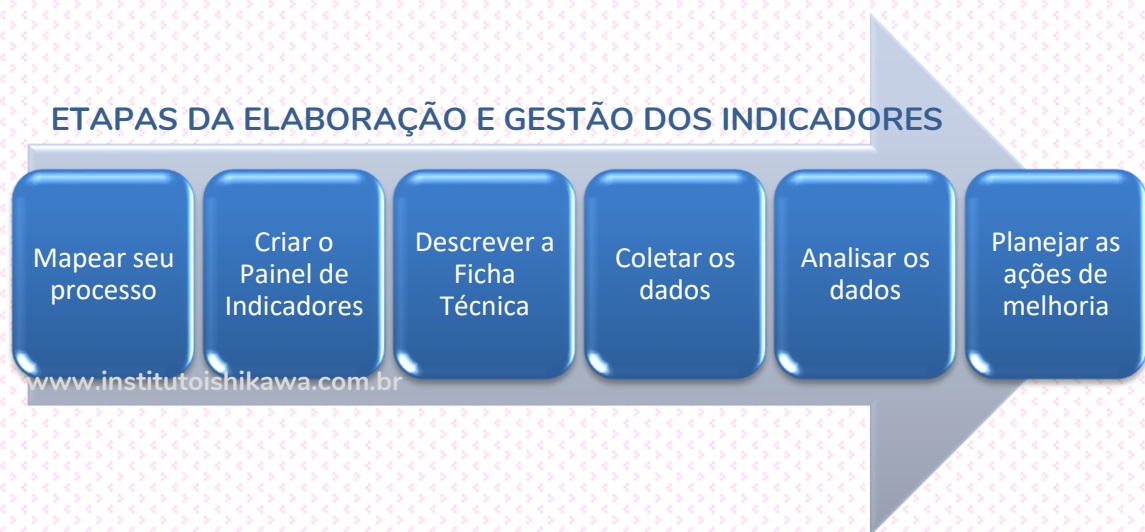 ETAPAS DA ELABORAÇÃO E GESTÃO DOS INDICADORES
Mapear seu
processo
Criar o
Painel de
Indicadores
Descrever a
Ficha
Técnica
Coletar os
dados
Analisar os
dados
Planejar as
ações de
melhoria
www.institutoishikawa.com.br